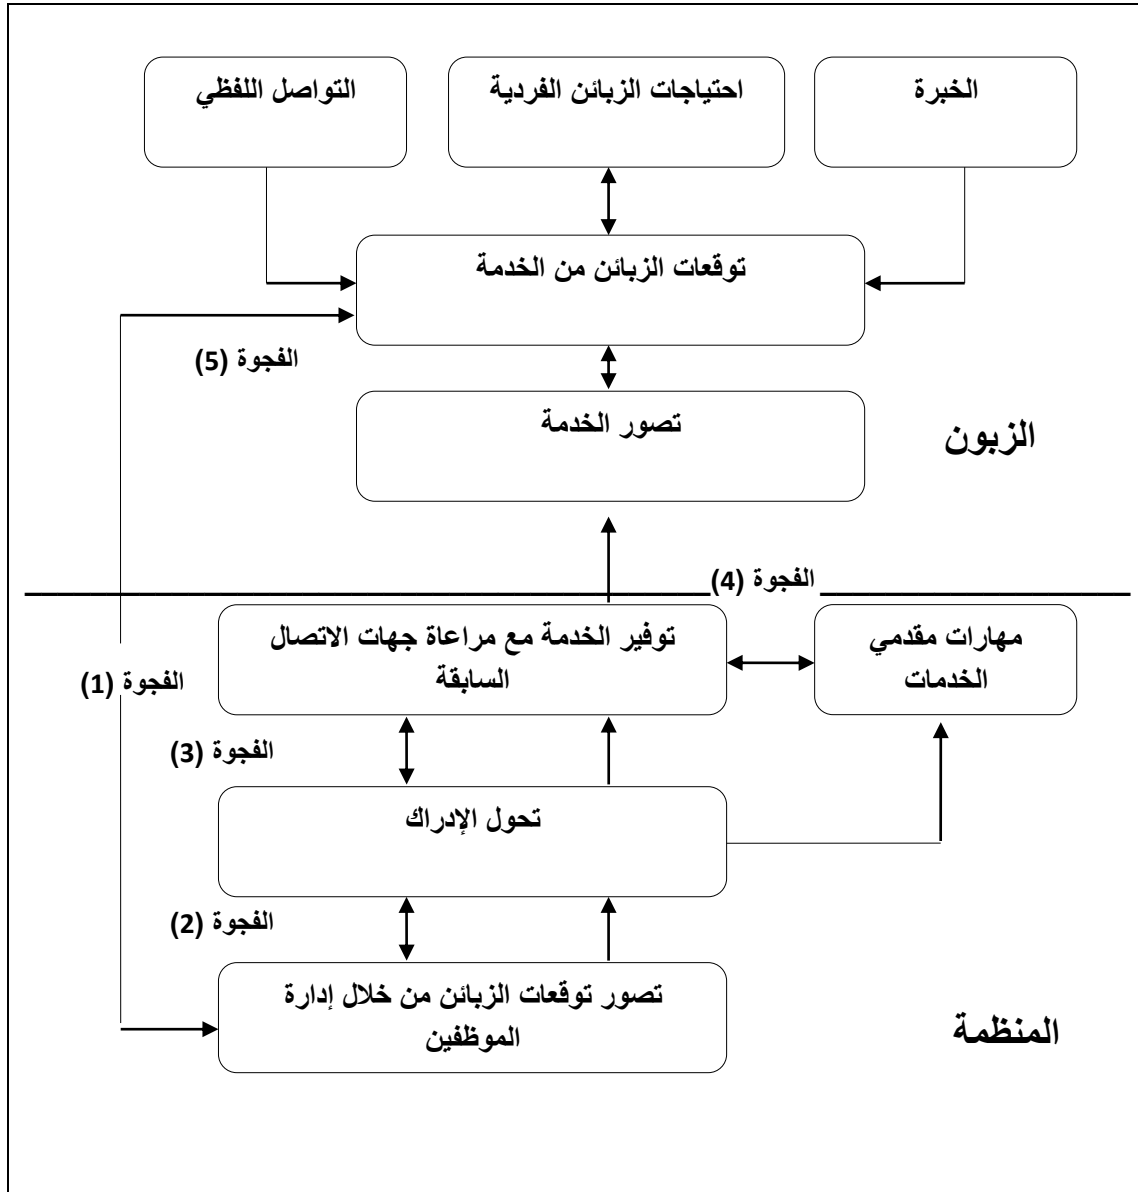 الخبرة
احتياجات الزبائن الفردية
التواصل اللفظي
توقعات الزبائن من الخدمة
الفجوة (5)
تصور الخدمة
الزبون
الفجوة (4)
توفير الخدمة مع مراعاة جهات الاتصال
السابقة
مهارات مقدمي
الخدمات
الفجوة (1)
الفجوة (3)
تحول الإدراك
الفجوة (2)
تصور توقعات الزبائن من خلال إدارة
الموظفين
المنظمة